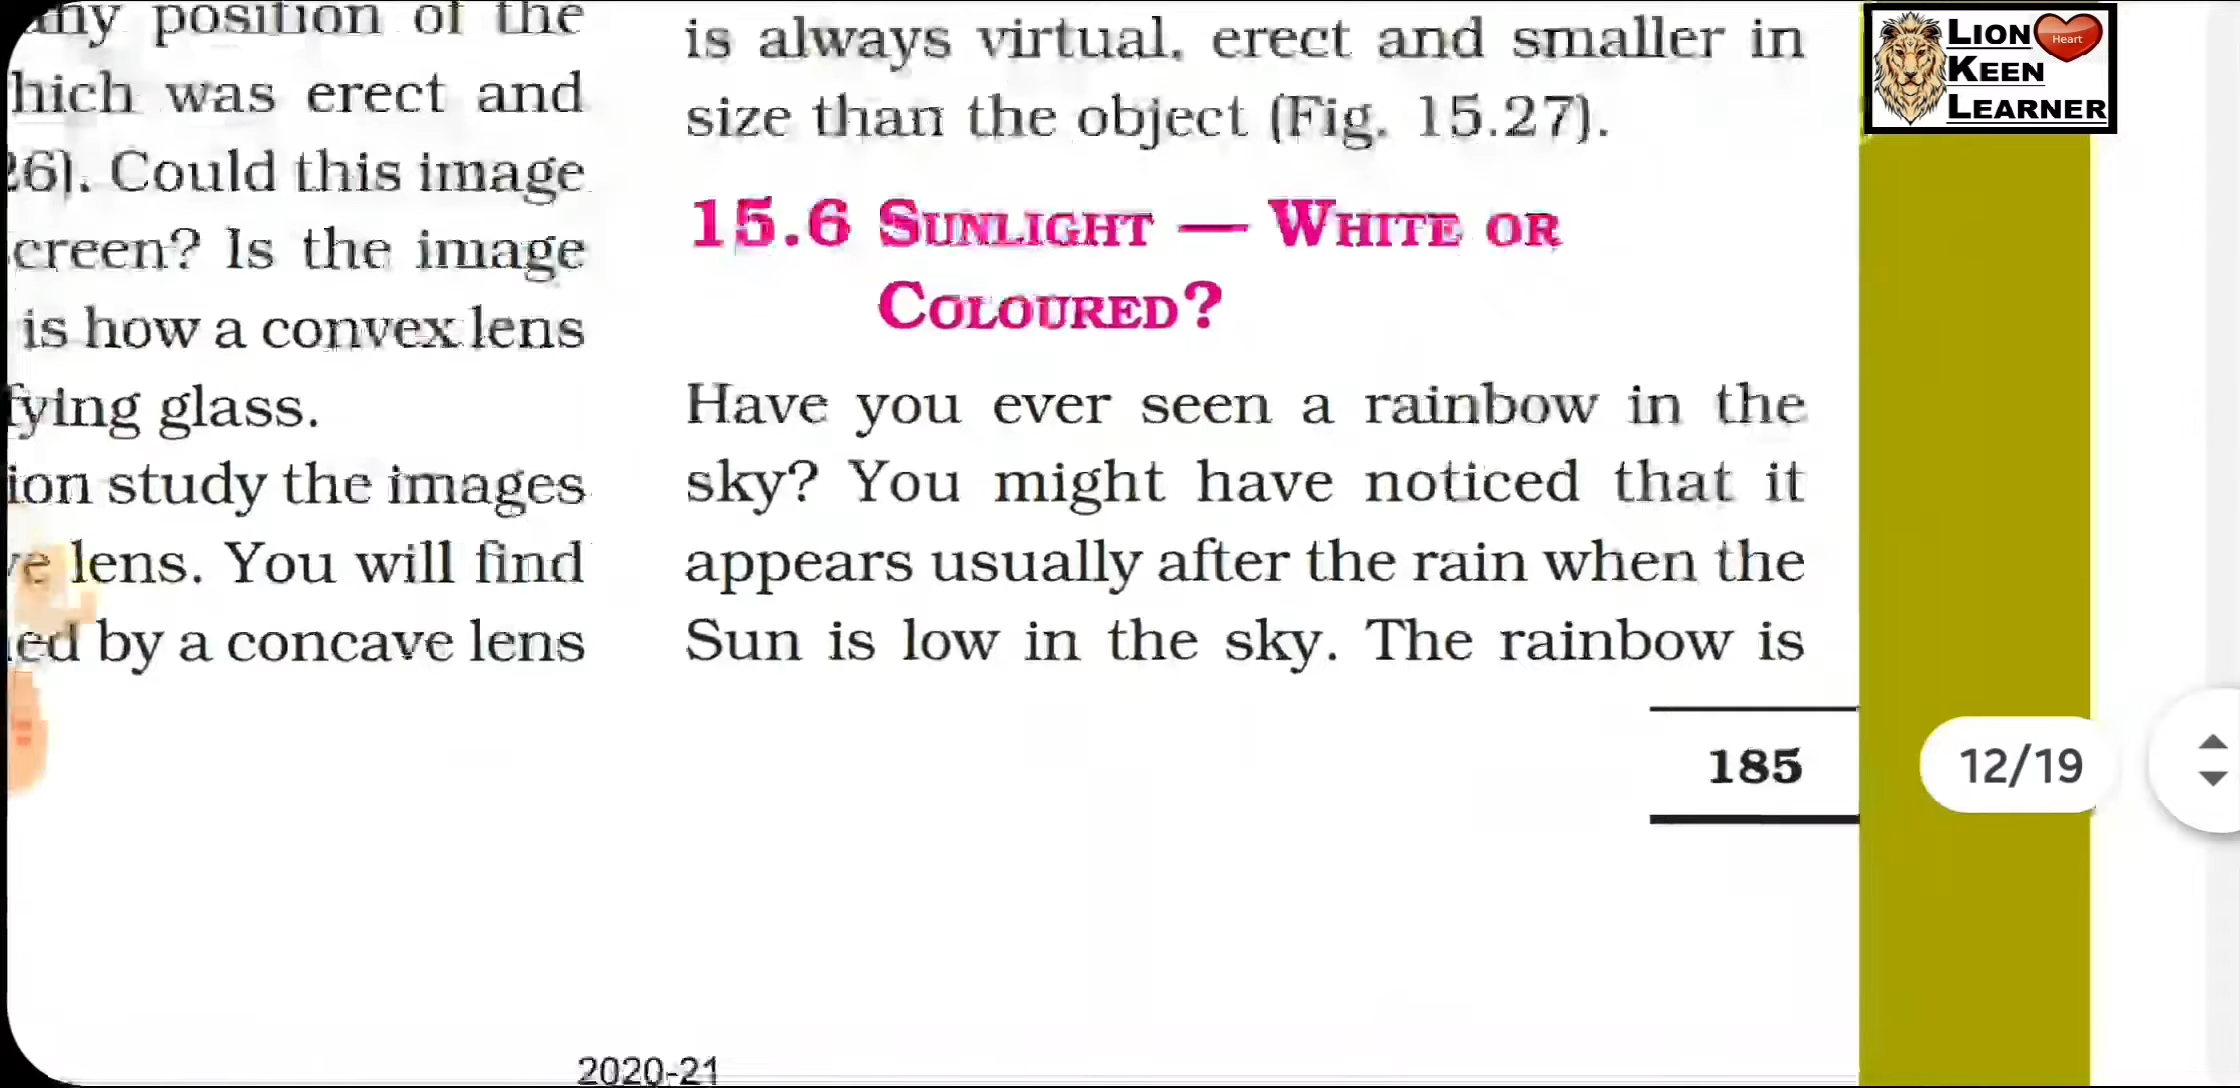 position of the
hich was erect and
26). Could this image
creen? Is the image
is how a convex lens
fying glass.
ion study the images
lens. You will find
ed by a concave lens
is always virtual, erect and smaller in
size than the object (Fig. 15.27).
15.6 SUNLIGHT — WHITE OR
COLOURED?
Have you ever seen a rainbow in the
sky? You might have noticed that it
appears usually after the rain when the
Sun is low in the sky. The rainbow is
185
12/19
2020-21
LION Heart
KEEN
LEARNER